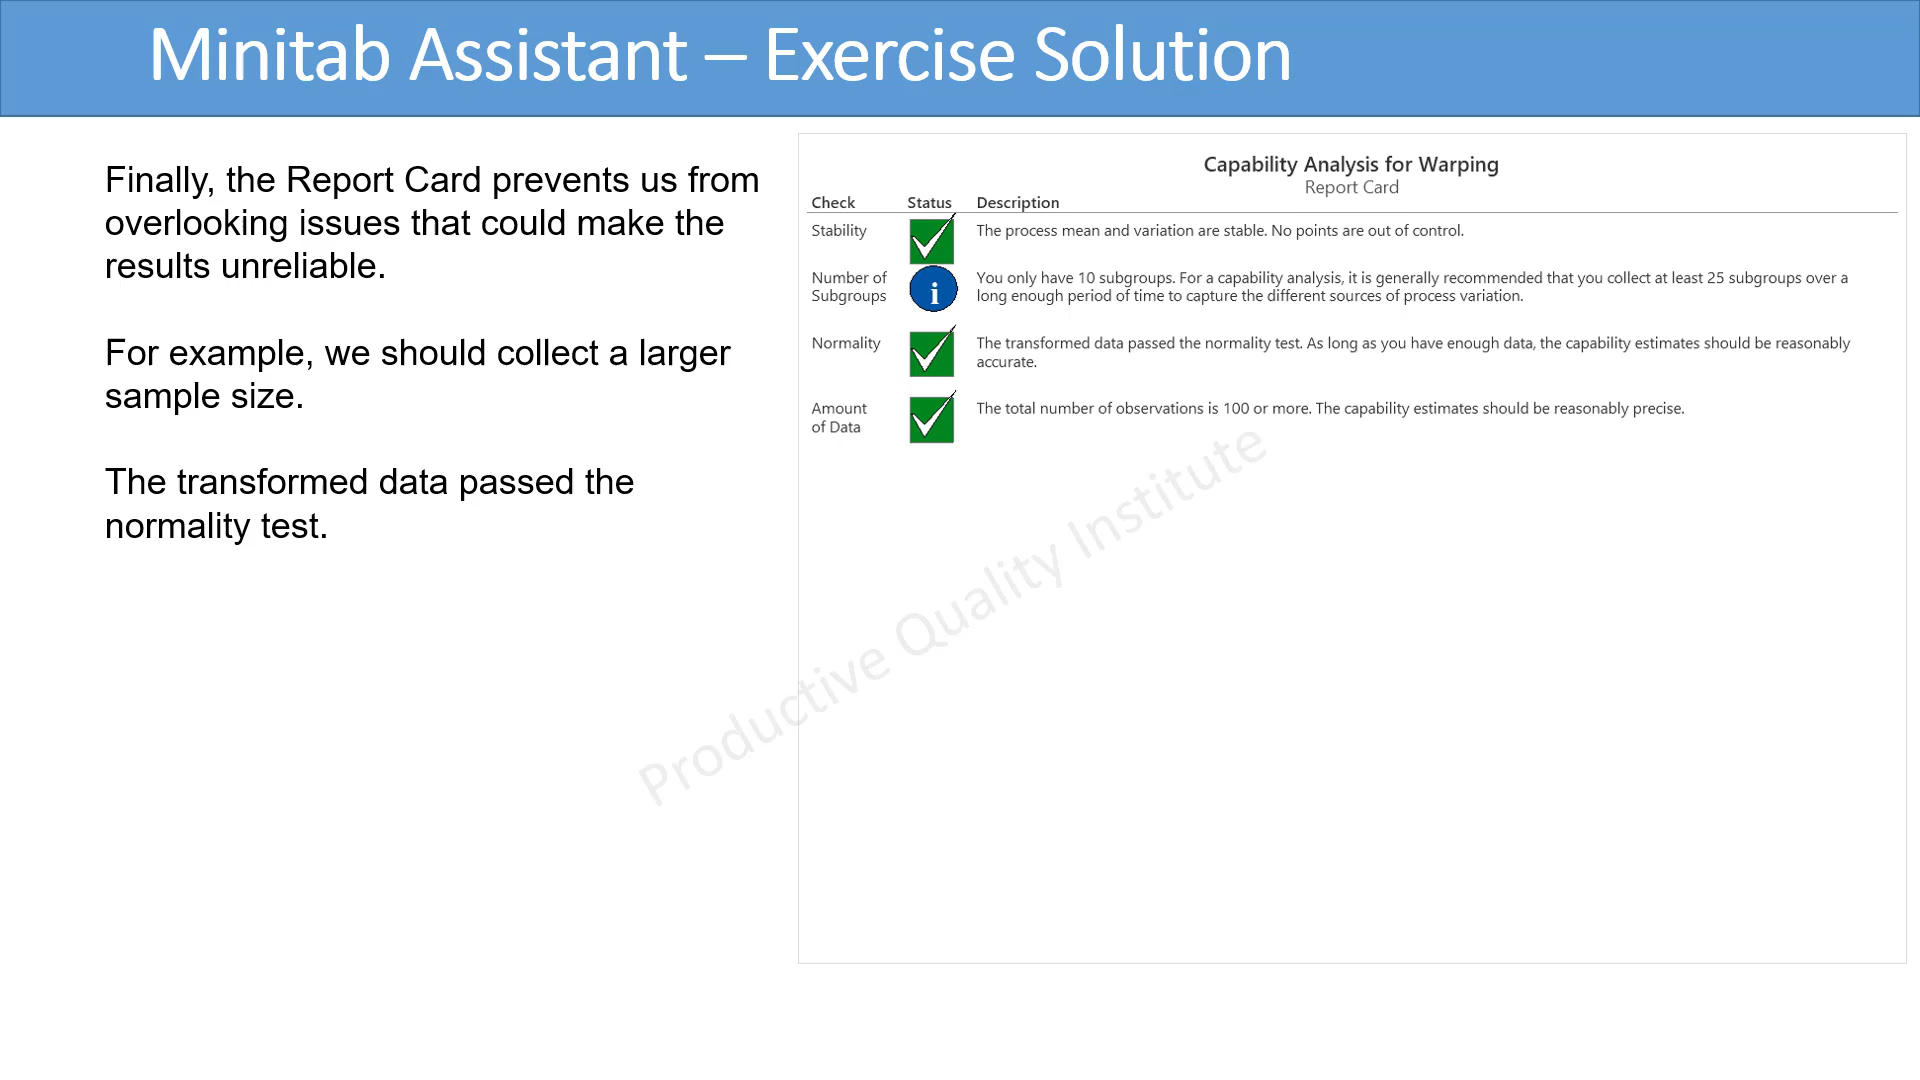 Minitab Assistant – Exercise Solution
Finally, the Report Card prevents us from
overlooking issues that could make the
results unreliable.
For example, we should collect a larger
sample size.
The transformed data passed the
normality test.
Capability Analysis for Warping
Report Card
Check Status Description
Stability The process mean and variation are stable. No points are out of control.
Number of Subgroups i You only have 10 subgroups. For a capability analysis, it is generally recommended that you collect at least 25 subgroups over a
long enough period of time to capture the different sources of process variation.
Normality The transformed data passed the normality test. As long as you have enough data, the capability estimates should be reasonably
accurate.
Amount of Data The total number of observations is 100 or more. The capability estimates should be reasonably precise.
Productive Quality Institute